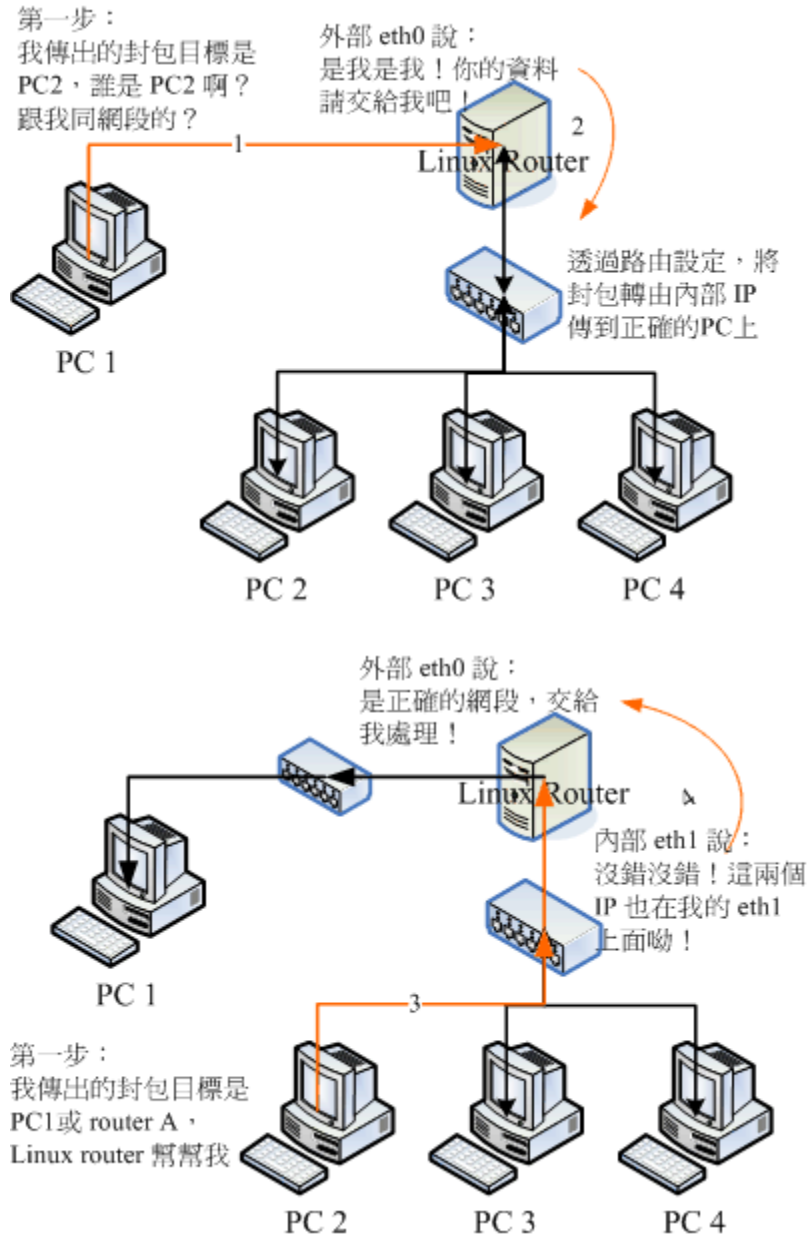 第一步：
我傳出的封包目標是
PC2，誰是 PC2 啊？
跟我同網段的？
外部 eth0 說：
是我是我！你的資料
請交給我吧！
1
2
Linux Router
透過路由設定，將
封包轉由內部 IP
傳到正確的PC上
PC 1
PC 2
PC 3
PC 4
外部 eth0 說：
是正確的網段，交給
我處理！
Linux Router
4
內部 eth1 說：
沒錯沒錯！這兩個
IP 也在我的 eth1
上面呦！
PC 1
3
第一步：
我傳出的封包目標是
PC1或 router A，
Linux router 幫幫我
PC 2
PC 3
PC 4